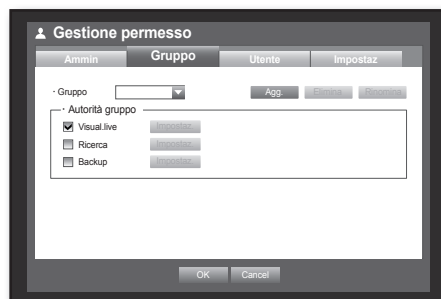 Gestione permesso
Ammin Gruppo Utente Impostaz
· Gruppo Agg. Elimina Rinomina
· Autorità gruppo
Visual.live Impostaz.
Ricerca Impostaz.
Backup Impostaz.
OK Cancel